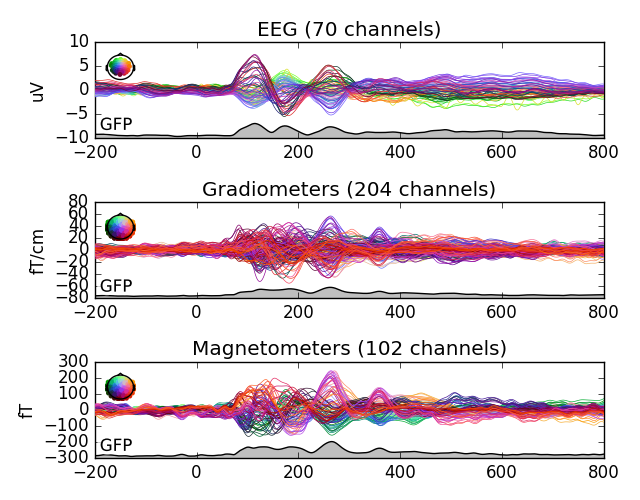 EEG (70 channels)
10
5
0
−5
−10
uV
GFP
−200 0 200 400 600 800
Gradiometers (204 channels)
80
60
40
20
0
−20
−40
−60
−80
fT/cm
GFP
−200 0 200 400 600 800
Magnetometers (102 channels)
300
200
100
0
−100
−200
−300
fT
GFP
−200 0 200 400 600 800